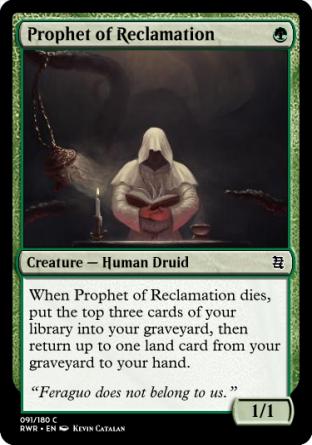 Prophet of Reclamation
Creature — Human Druid
When Prophet of Reclamation dies,
put the top three cards of your
library into your graveyard, then
return up to one land card from your
graveyard to your hand.
“Feraguo does not belong to us.”
1/1
091/180 C
RWR • EN Kevin Catalan